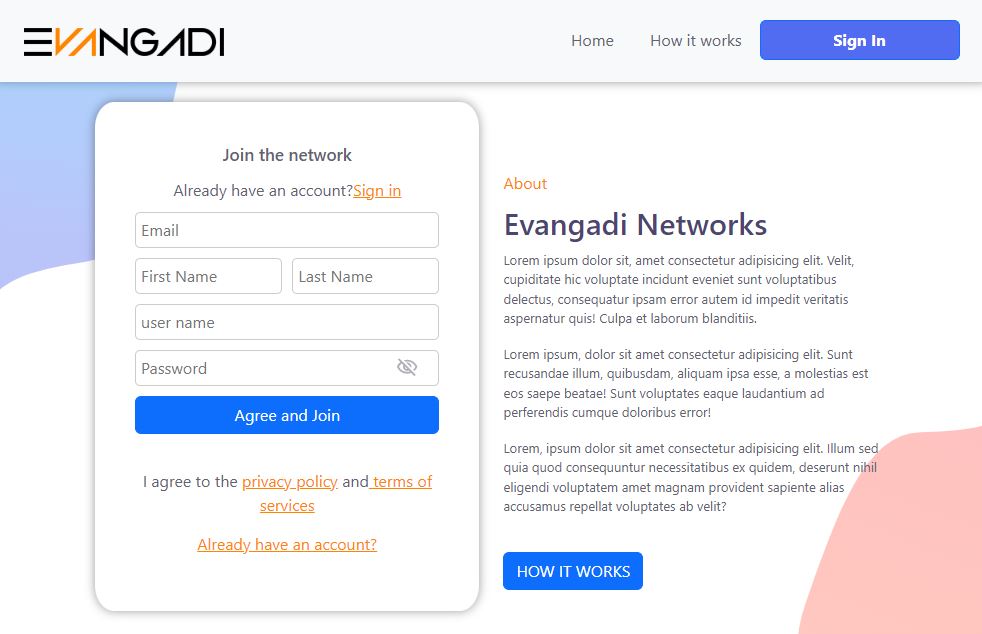 EVANGADI
Home
How it works
Sign In
Join the network
Already have an account?Sign in
Email
First Name
Last Name
user name
Password
Agree and Join
I agree to the privacy policy and terms of
services
Already have an account?
About
Evangadi Networks
Lorem ipsum dolor sit, amet consectetur adipisicing elit. Velit,
cupiditate hic voluptate incidunt eveniet sunt voluptatibus
delectus, consequatur ipsam error autem id impedit veritatis
aspernatur quis! Culpa et laborum blanditiis.
Lorem ipsum, dolor sit amet consectetur adipisicing elit. Sunt
recusandae illum, quibusdam, aliquam ipsa esse, a molestias est
eos saepe beatae! Sunt voluptates eaque laudantium ad
perferendis cumque doloribus error!
Lorem, ipsum dolor sit amet consectetur adipisicing elit. Illum sed
quia quod consequuntur necessitatibus ex quidem, deserunt nihil
eligendi voluptatem amet magnam provident sapiente alias
accusamus repellat voluptates ab velit?
HOW IT WORKS